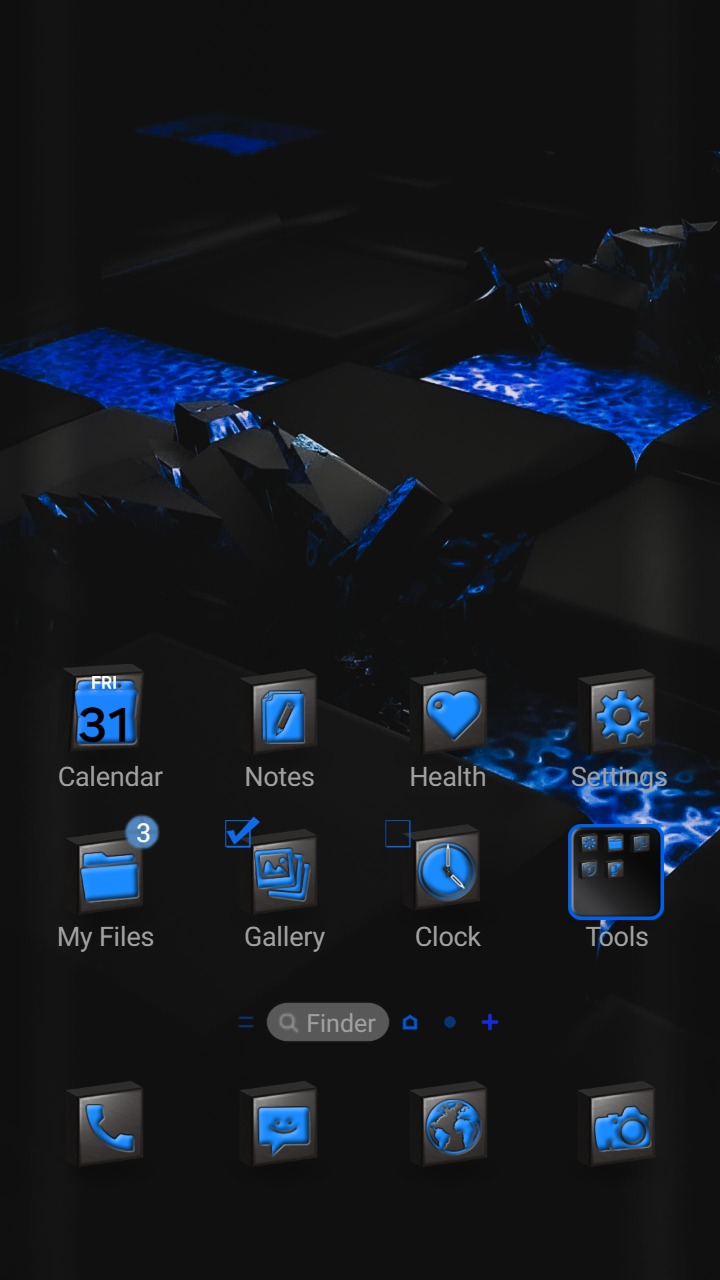 FRI
31
Calendar
Notes
Health
Settings
3
My Files
Gallery
Clock
Tools
Finder